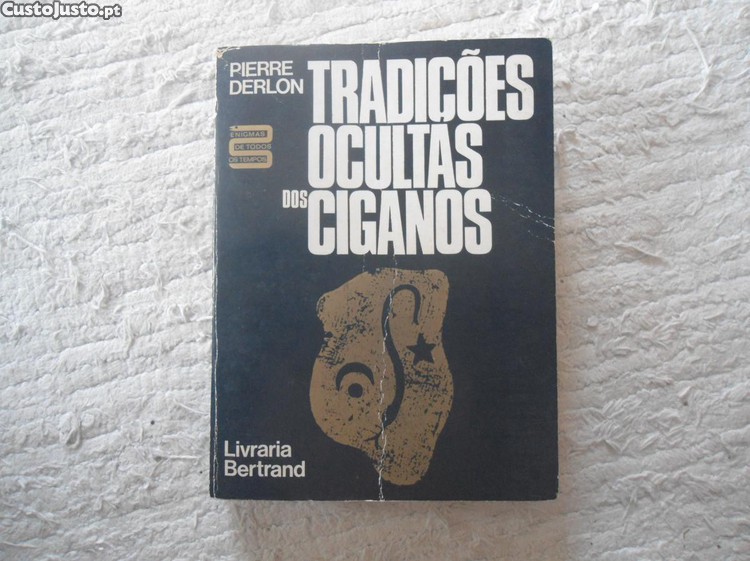 CustoJusto.pt
PIERRE
DERLON
TRADIÇÕES
OCULTAS
DOS CIGANOS
ENIGMAS
DE TODOS
OS TEMPOS
Livraria
Bertrand